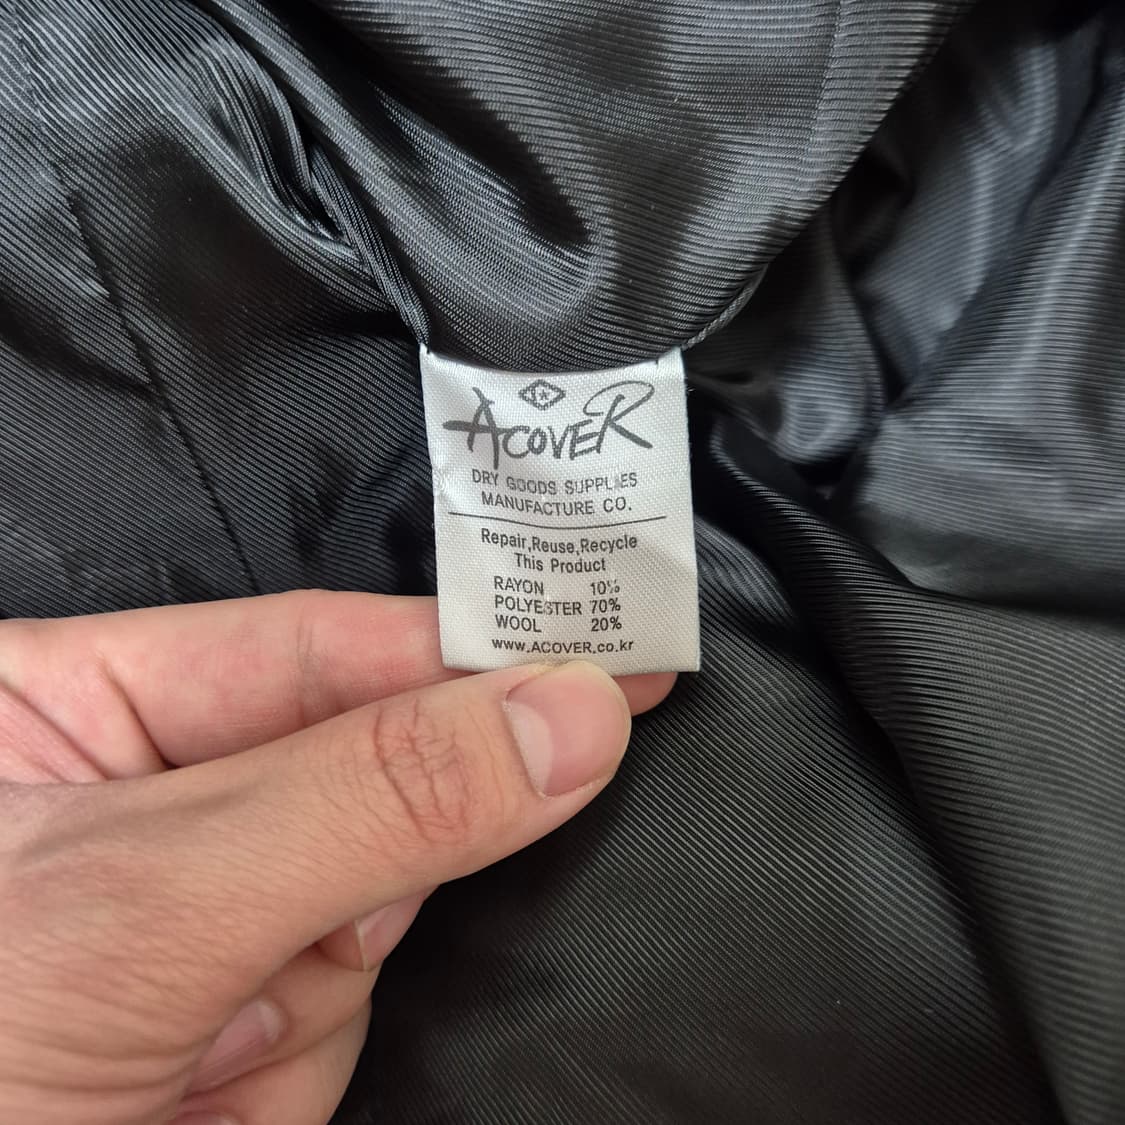 ACOVER
DRY GOODS SUPPLIES
MANUFACTURE CO.
Repair,Reuse,Recycle
This Product
RAYON 10%
POLYESTER 70%
WOOL 20%
www.ACOVER.co.kr